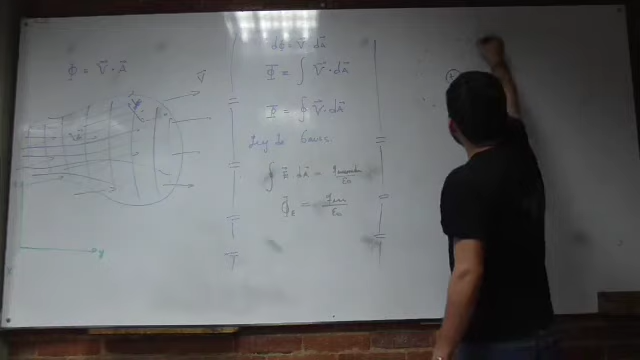 Φ = V⃗ · A⃗
V⃗
dΦ = V⃗ · dA⃗
Φ = ∫ V⃗ · dA⃗
Φ = ∮ V⃗ · dA⃗
Ley de Gauss
∮ E⃗ dA⃗ = / ε₀
Φ_E = / ε₀